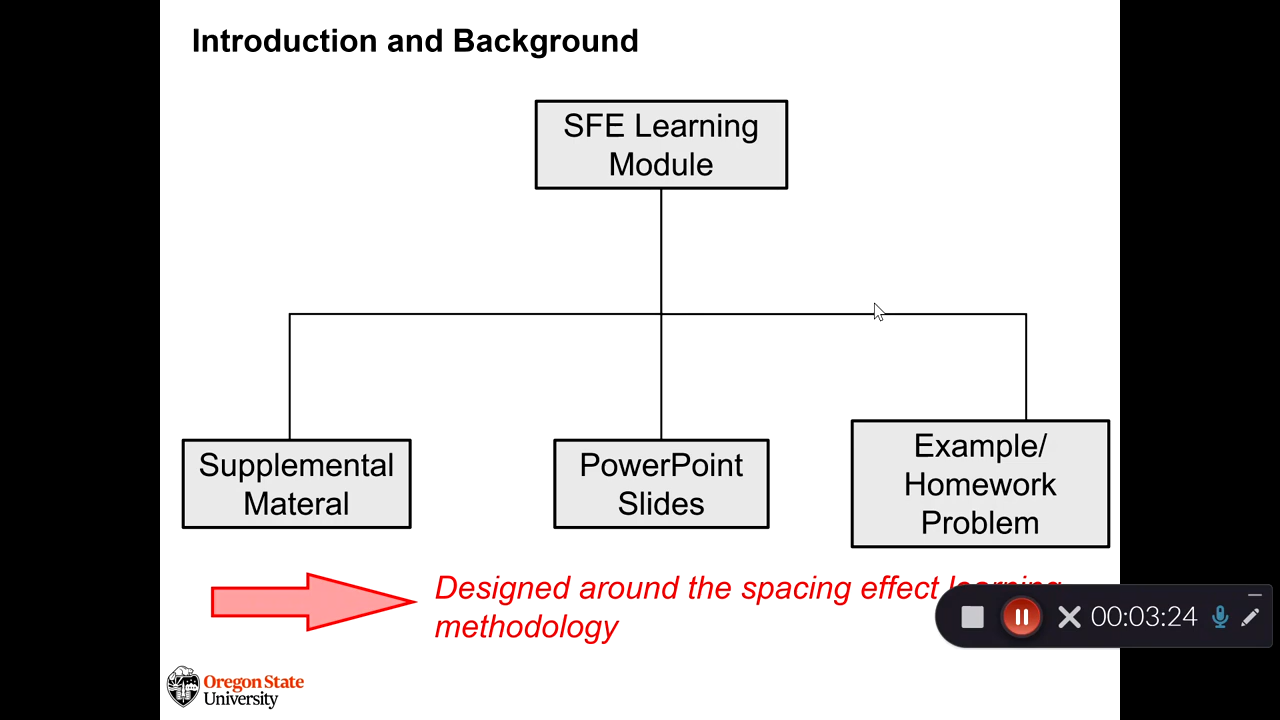 Introduction and Background
SFE Learning
Module
Supplemental
Materal
PowerPoint
Slides
Example/
Homework
Problem
Designed around the spacing effect learning
methodology
00:03:24
Oregon State
University